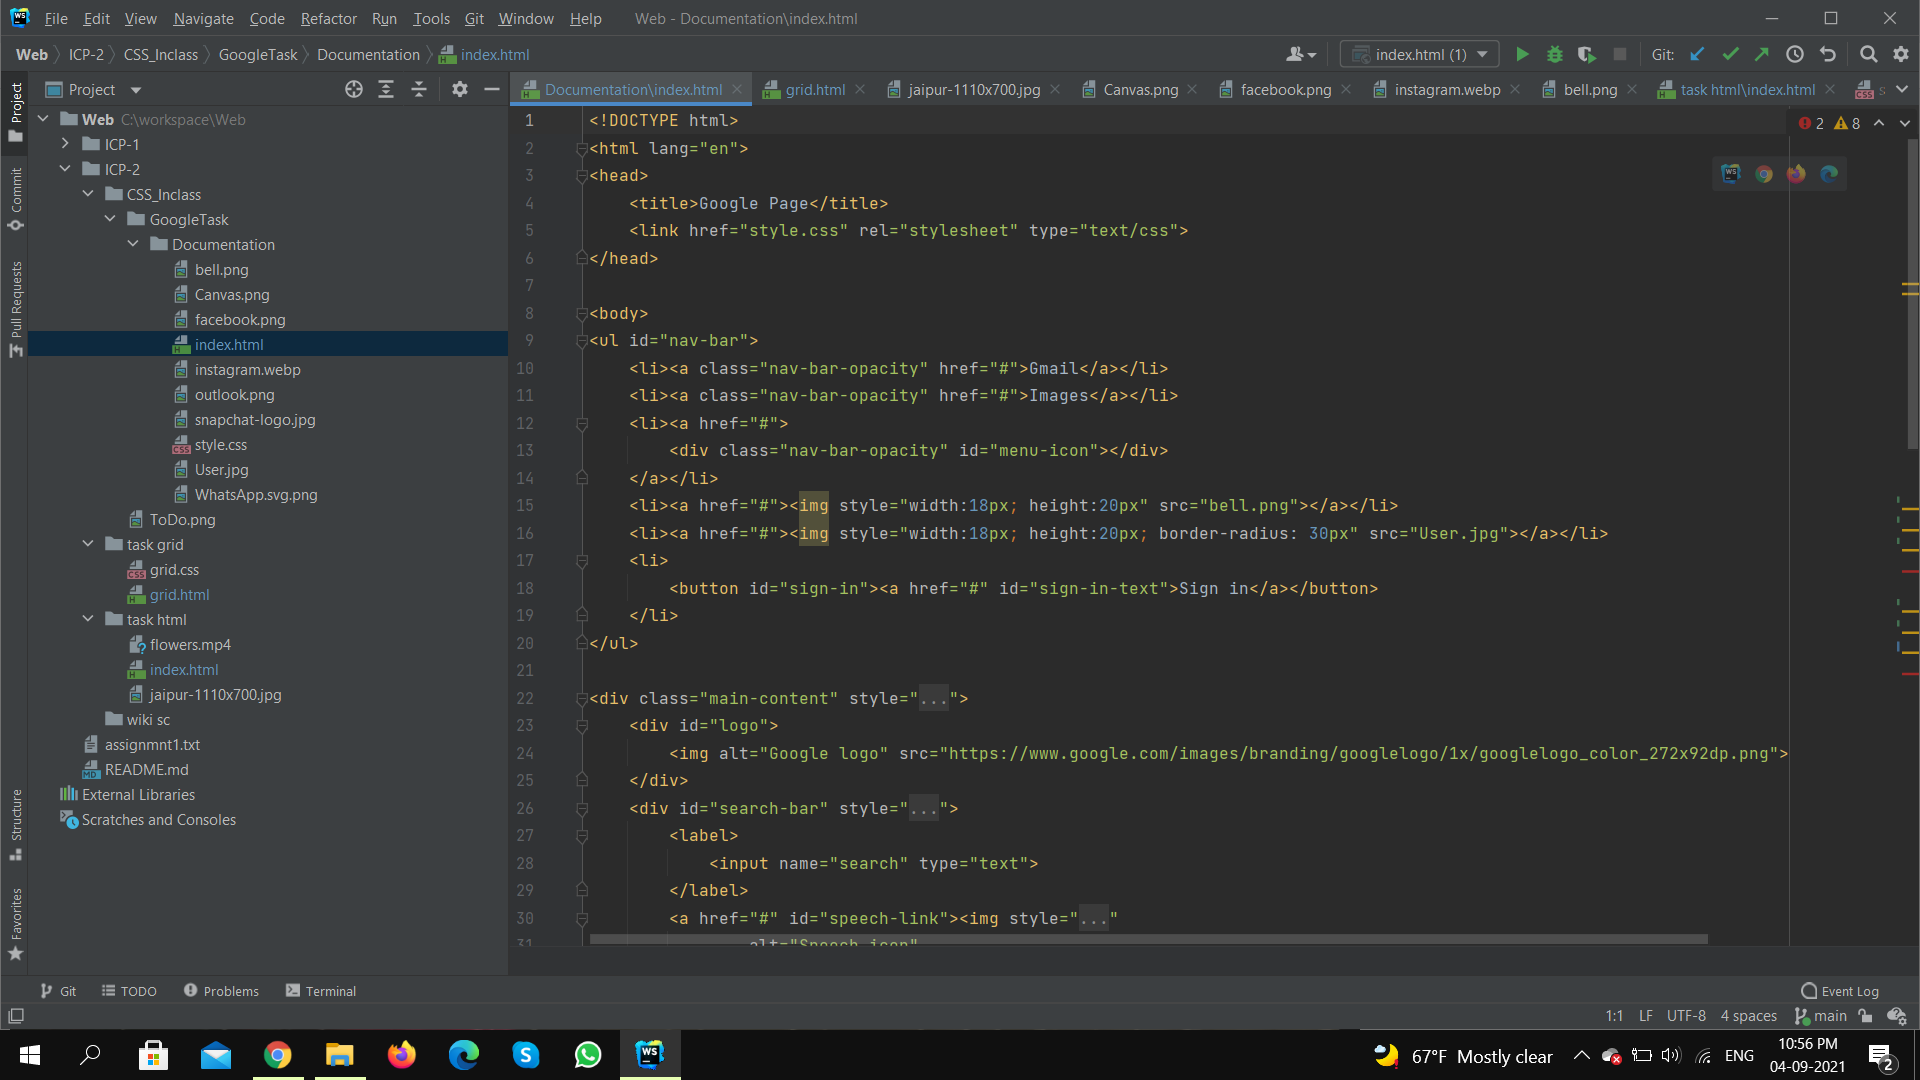 File Edit View Navigate Code Refactor Run Tools Git Window Help Web - Documentation\index.html
Web ICP-2 CSS_Inclass GoogleTask Documentation index.html index.html (1) Git:
Project Documentation\index.html grid.html jaipur-1110x700.jpg Canvas.png facebook.png instagram.webp bell.png task html\index.html s
Project
Commit
Pull Requests
Structure
Favorites
Web C:\workspace\Web
ICP-1
ICP-2
CSS_Inclass
GoogleTask
Documentation
bell.png
Canvas.png
facebook.png
index.html
instagram.webp
outlook.png
snapchat-logo.jpg
style.css
User.jpg
WhatsApp.svg.png
ToDo.png
task grid
grid.css
grid.html
task html
flowers.mp4
index.html
jaipur-1110x700.jpg
wiki sc
assignmnt1.txt
README.md
External Libraries
Scratches and Consoles
2 8
1 <!DOCTYPE html>
2 <html lang="en">
3 <head>
4 <title>Google Page</title>
5 <link href="style.css" rel="stylesheet" type="text/css">
6 </head>
7
8 <body>
9 <ul id="nav-bar">
10 <li><a class="nav-bar-opacity" href="#">Gmail</a></li>
11 <li><a class="nav-bar-opacity" href="#">Images</a></li>
12 <li><a href="#">
13 <div class="nav-bar-opacity" id="menu-icon"></div>
14 </a></li>
15 <li><a href="#"><img style="width:18px; height:20px" src="bell.png"></a></li>
16 <li><a href="#"><img style="width:18px; height:20px; border-radius: 30px" src="User.jpg"></a></li>
17 <li>
18 <button id="sign-in"><a href="#" id="sign-in-text">Sign in</a></button>
19 </li>
20 </ul>
21
22 <div class="main-content" style="...">
23 <div id="logo">
24 <img alt="Google logo" src="https://www.google.com/images/branding/googlelogo/1x/googlelogo_color_272x92dp.png">
25 </div>
26 <div id="search-bar" style="...">
27 <label>
28 <input name="search" type="text">
29 </label>
30 <a href="#" id="speech-link"><img style="..."
31 alt="Speech icon"
Git TODO Problems Terminal Event Log
1:1 LF UTF-8 4 spaces main
67°F Mostly clear ENG 10:56 PM
04-09-2021 2